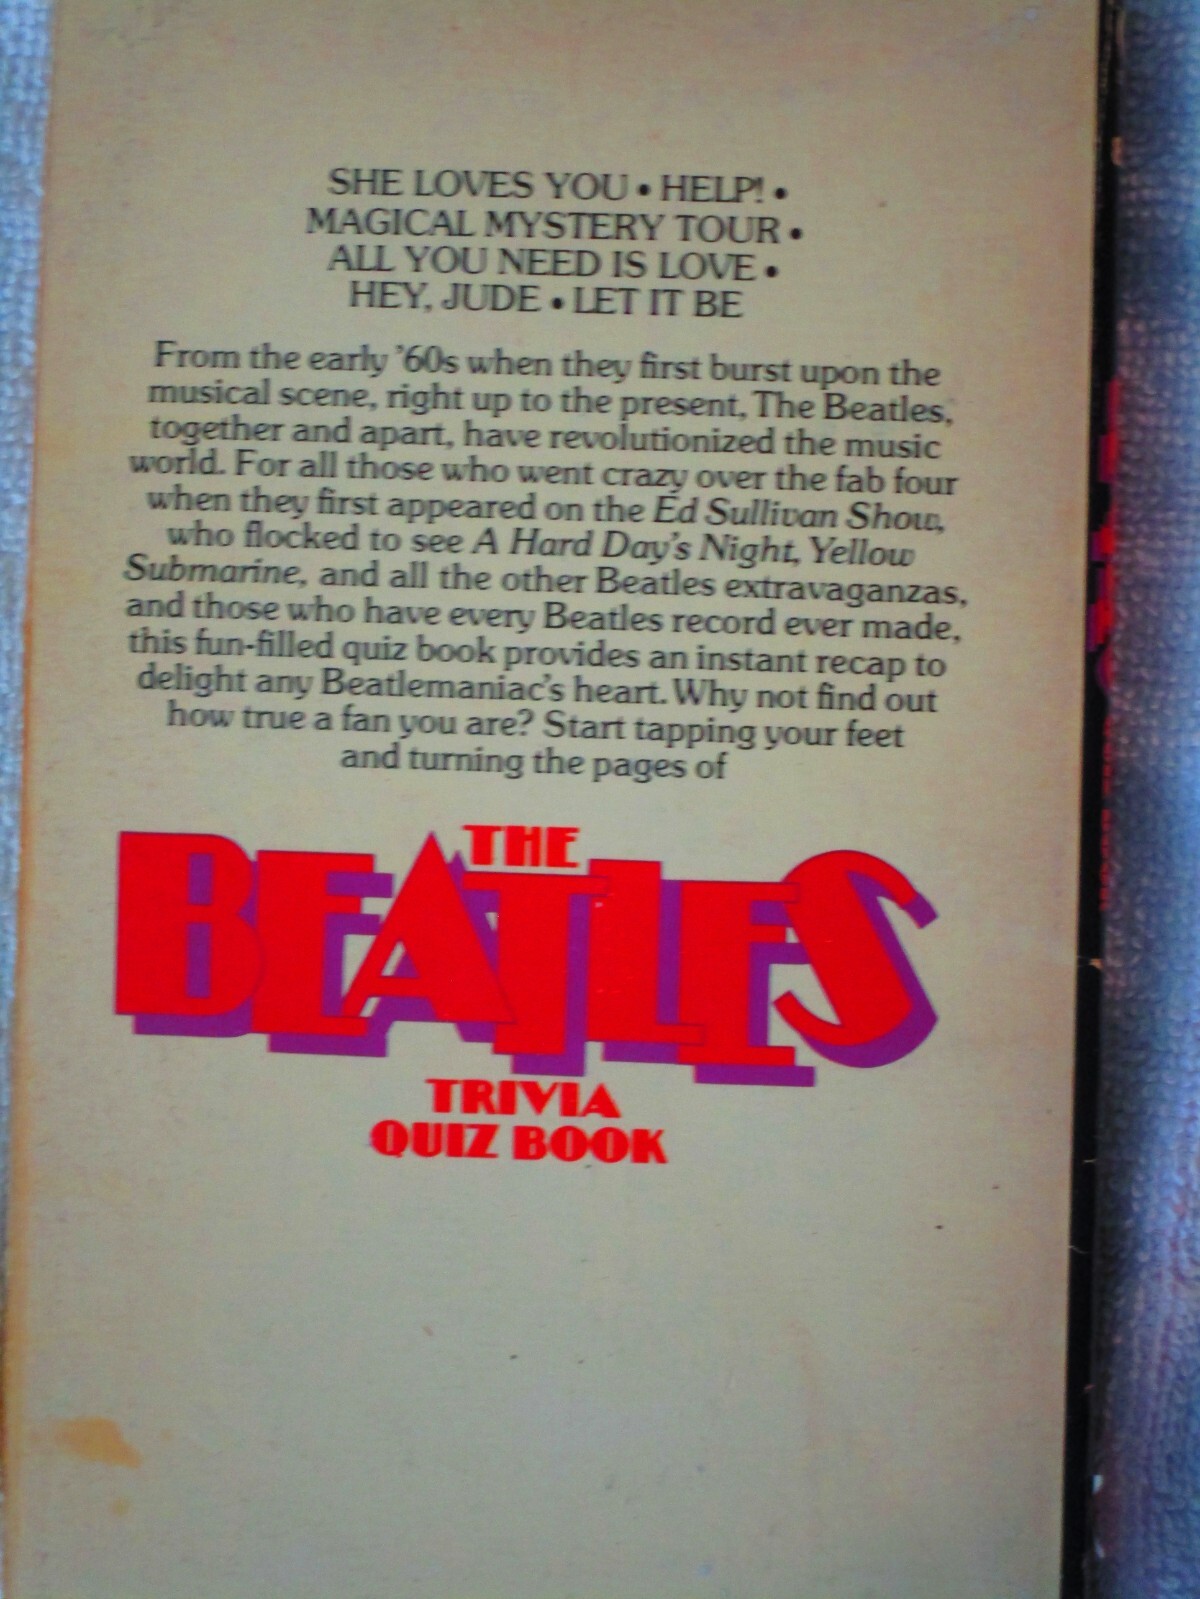 SHE LOVES YOU • HELP! •
MAGICAL MYSTERY TOUR •
ALL YOU NEED IS LOVE •
HEY, JUDE • LET IT BE
From the early '60s when they first burst upon the
musical scene, right up to the present, The Beatles,
together and apart, have revolutionized the music
world. For all those who went crazy over the fab four
when they first appeared on the Ed Sullivan Show,
who flocked to see A Hard Day's Night, Yellow
Submarine, and all the other Beatles extravaganzas,
and those who have every Beatles record ever made,
this fun-filled quiz book provides an instant recap to
delight any Beatlemaniac's heart. Why not find out
how true a fan you are? Start tapping your feet
and turning the pages of
THE
BEATLES
TRIVIA
QUIZ BOOK